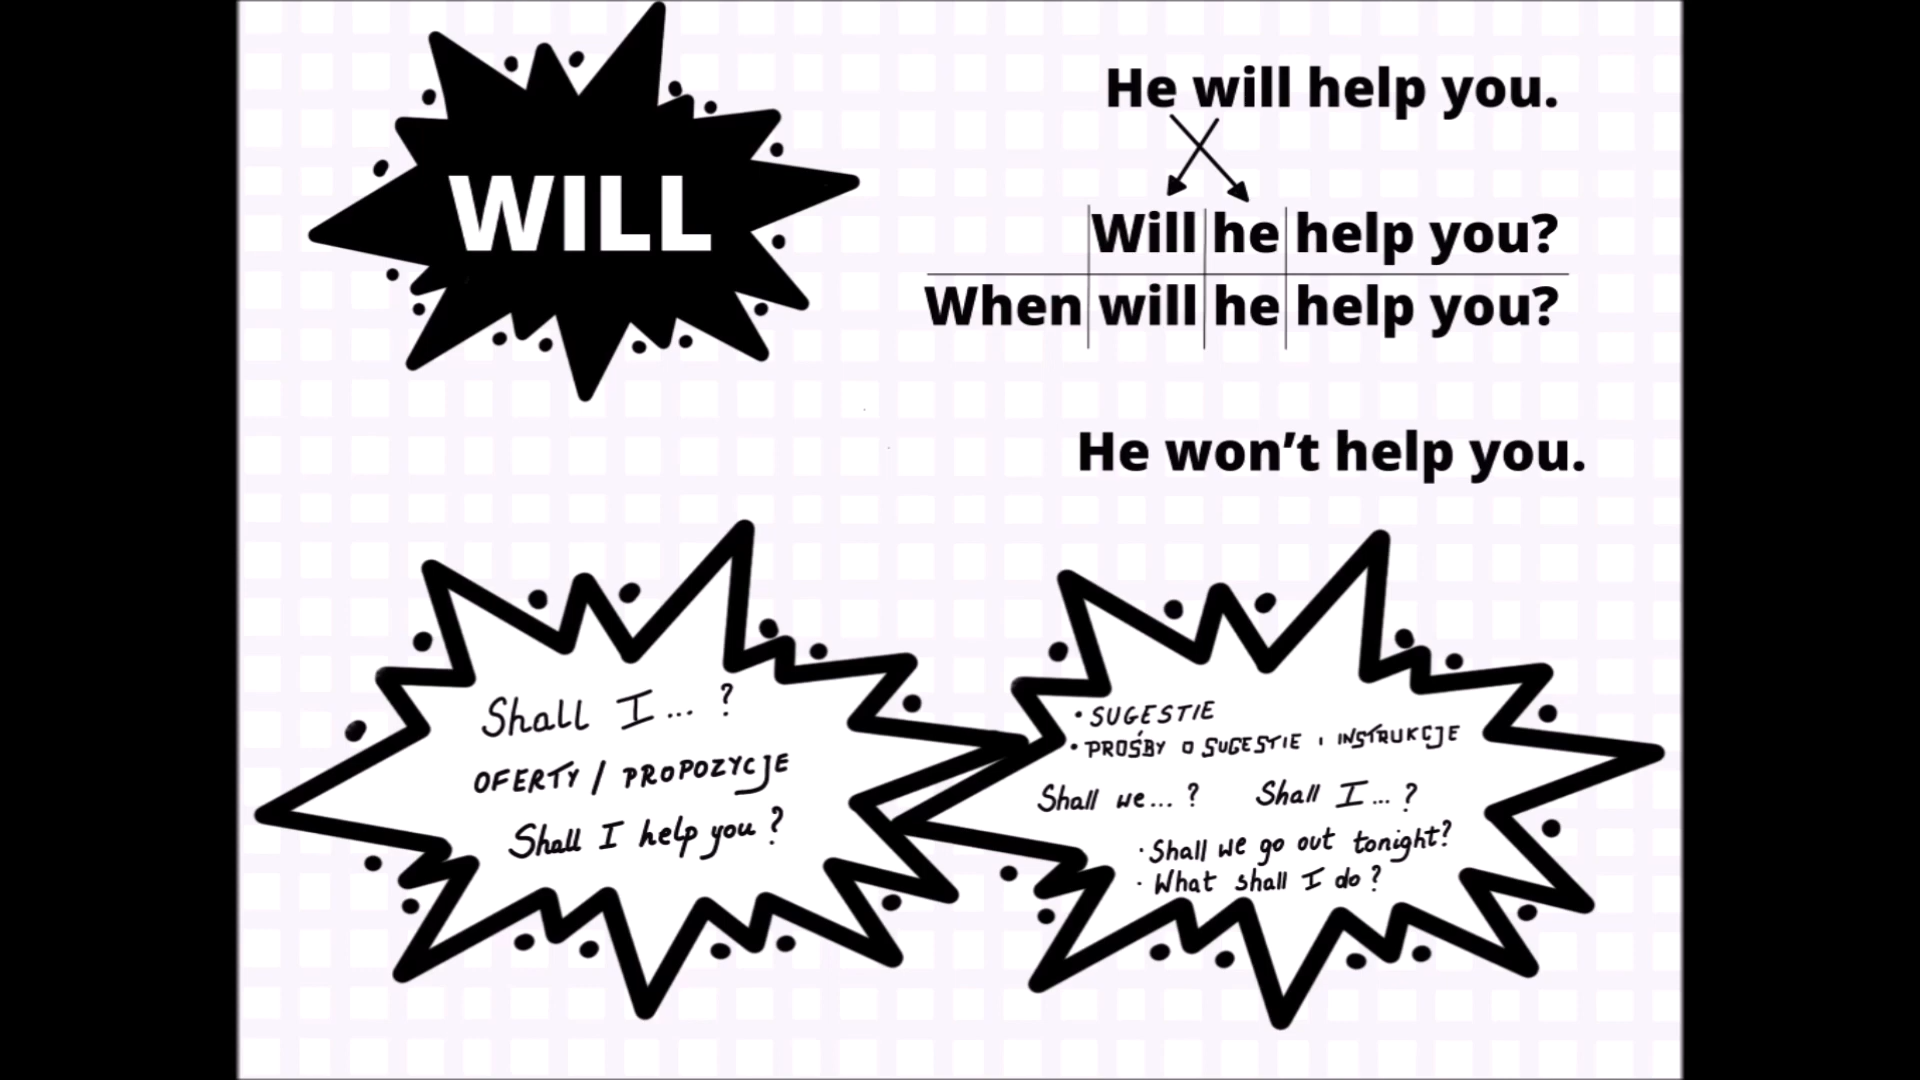 WILL
He will help you.
Will he help you?
When will he help you?
He won't help you.
Shall I... ?
OFERTY / PROPOZYCJE
Shall I help you?
• SUGESTIE
• PROŚBY O SUGESTIE I INSTRUKCJE
Shall we... ? Shall I... ?
· Shall we go out tonight?
· What shall I do?